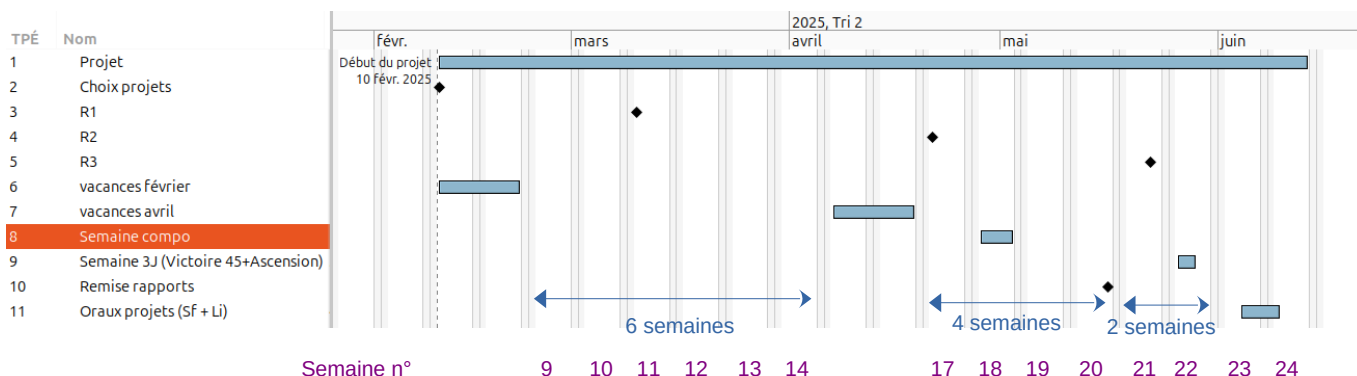 2025, Tri 2
TPÉ Nom févr. mars avril mai juin
1 Projet Début du projet
10 févr. 2025
2 Choix projets
3 R1
4 R2
5 R3
6 vacances février
7 vacances avril
8 Semaine compo
9 Semaine 3J (Victoire 45+Ascension)
10 Remise rapports
11 Oraux projets (Sf + Li)
6 semaines 4 semaines 2 semaines
Semaine n° 9 10 11 12 13 14 17 18 19 20 21 22 23 24